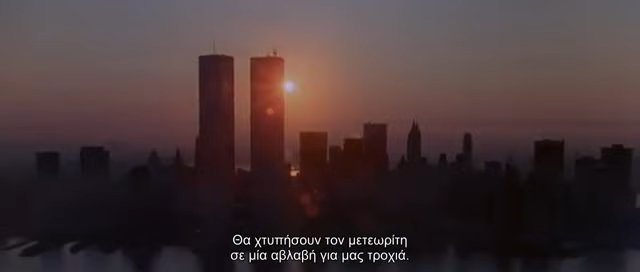 Θα χτυπήσουν τον μετεωρίτη
σε μία αβλαβή για μας τροχιά.